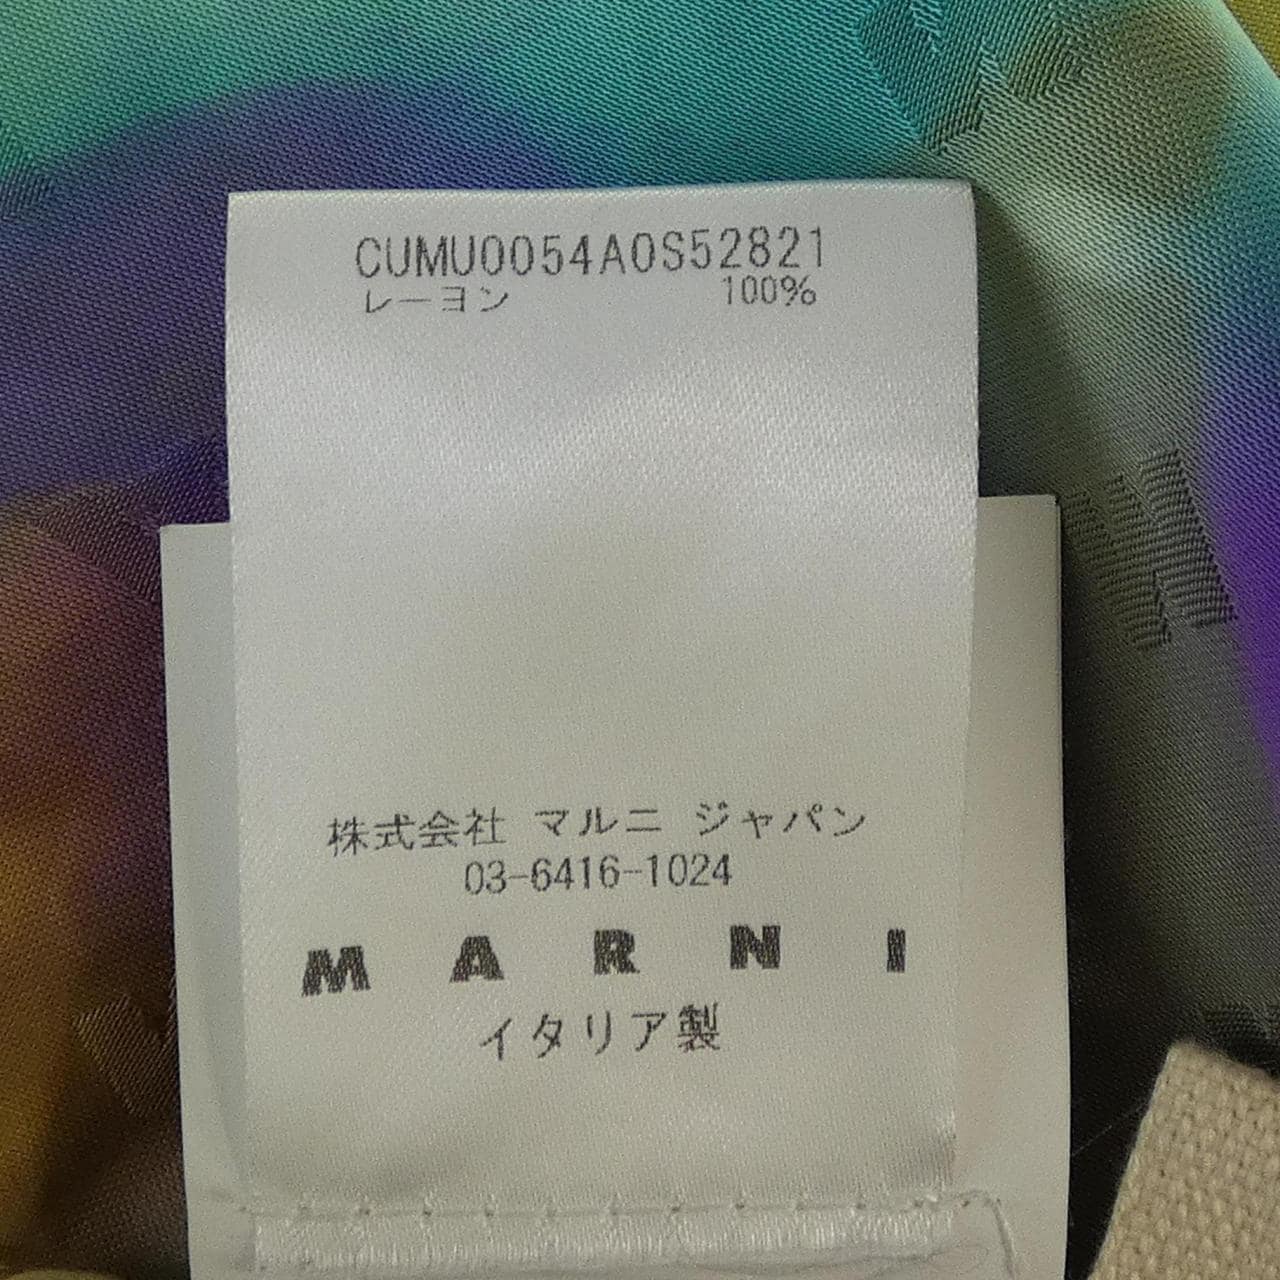 CUMU0054A0S52821
レーヨン 100%
株式会社 マルニ ジャパン
03-6416-1024
MARNI
イタリア製